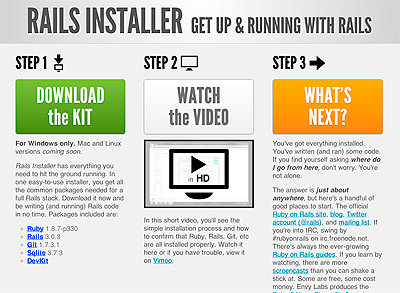 RAILS INSTALLER GET UP & RUNNING WITH RAILS
STEP 1
DOWNLOAD
the KIT
For Windows only. Mac and Linux
versions coming soon.
Rails Installer has everything you
need to hit the ground running. In
one easy-to-use installer, you get all
the common packages needed for a
full Rails stack. Download it now and
be writing (and running) Rails code
in no time. Packages included are:
Ruby 1.8.7-p330
Rails 3.0.3
Git 1.7.3.1
Sqlite 3.7.3
DevKit
STEP 2
WATCH
the VIDEO
in HD
In this short video, you'll see the
simple installation process and how
to confirm that Ruby, Rails, Git, etc
are all installed properly. Watch it
here or if you have trouble, view it
on Vimeo.
STEP 3
WHAT'S
NEXT?
You've got everything installed.
You've written (and ran) some code.
If you find yourself asking where do
I go from here, don't worry. You're
not alone.
The answer is just about
anywhere, but here's a handful of
good places to start. The official
Ruby on Rails site, blog, Twitter
account (@rails), and mailing list. If
you're into IRC, swing by
#rubyonrails on irc.freenode.net.
There's an ever-growing
Ruby on Rails guides. If you learn by
watching, there are more
screencasts than you can shake a
stick at. Some are free, some cost
money. Envy Labs produces the